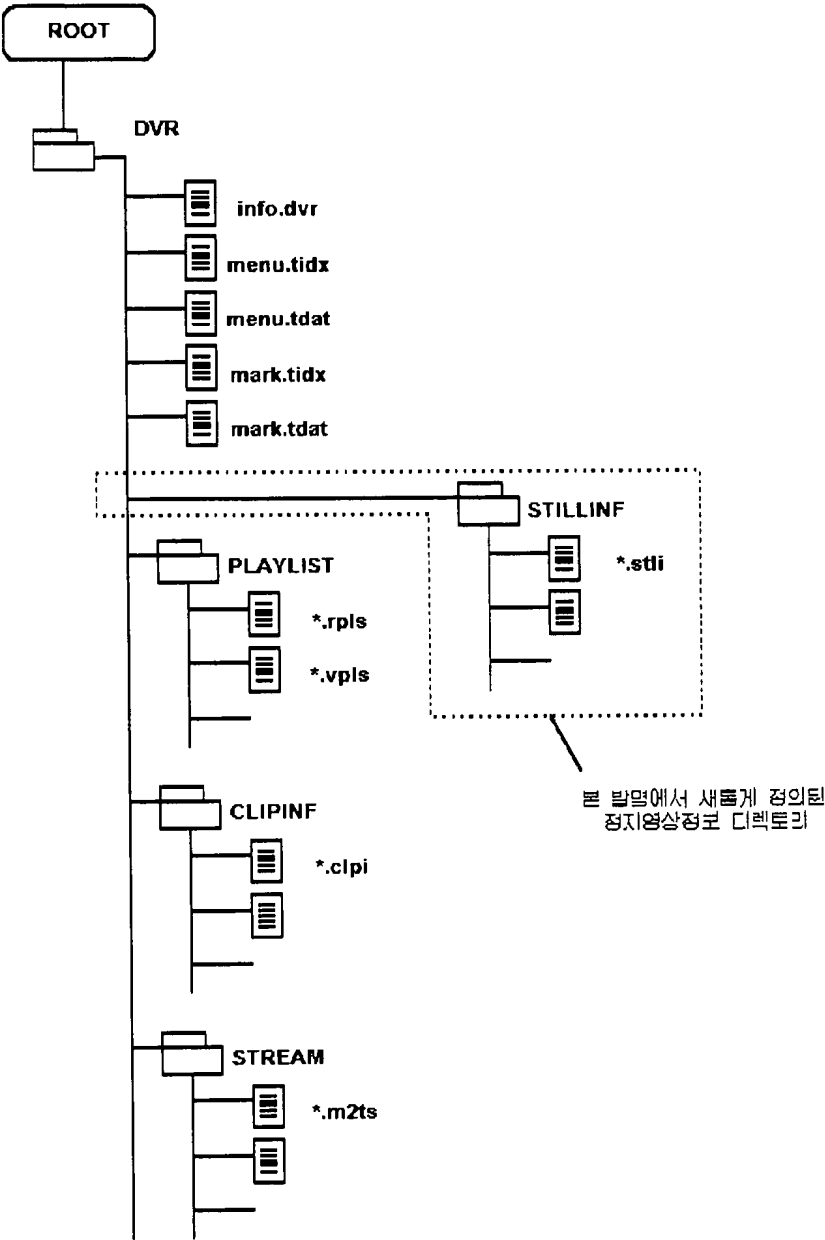 ROOT
DVR
info.dvr
menu.tidx
menu.tdat
mark.tidx
mark.tdat
STILLINF
*.stli
PLAYLIST
*.rpls
*.vpls
본 발명에서 새롭게 정의된
정지영상정보 디렉토리
CLIPINF
*.clpi
STREAM
*.m2ts